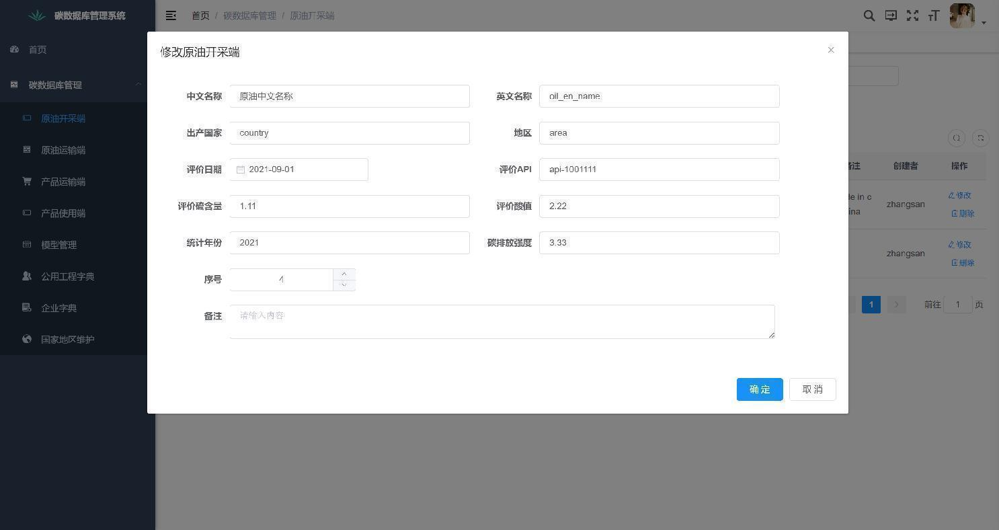 碳数据库管理系统
首页 / 碳数据库管理 / 原油开采端
首页
碳数据库管理
原油开采端
原油运输端
产品运输端
产品使用端
模型管理
公用工程字典
企业字典
国家地区维护
修改原油开采端
中文名称 原油中文名称 英文名称 oil_en_name
出产国家 country 地区 area
评价日期 2021-09-01 评价API api-1001111
评价硫含量 1.11 评价酸值 2.22
统计年份 2021 碳排放强度 3.33
序号 4
备注 请输入内容
确定 取消
备注 创建者 操作
de in c
ina
zhangsan
修改
删除
zhangsan
修改
删除
1 前往 1 页